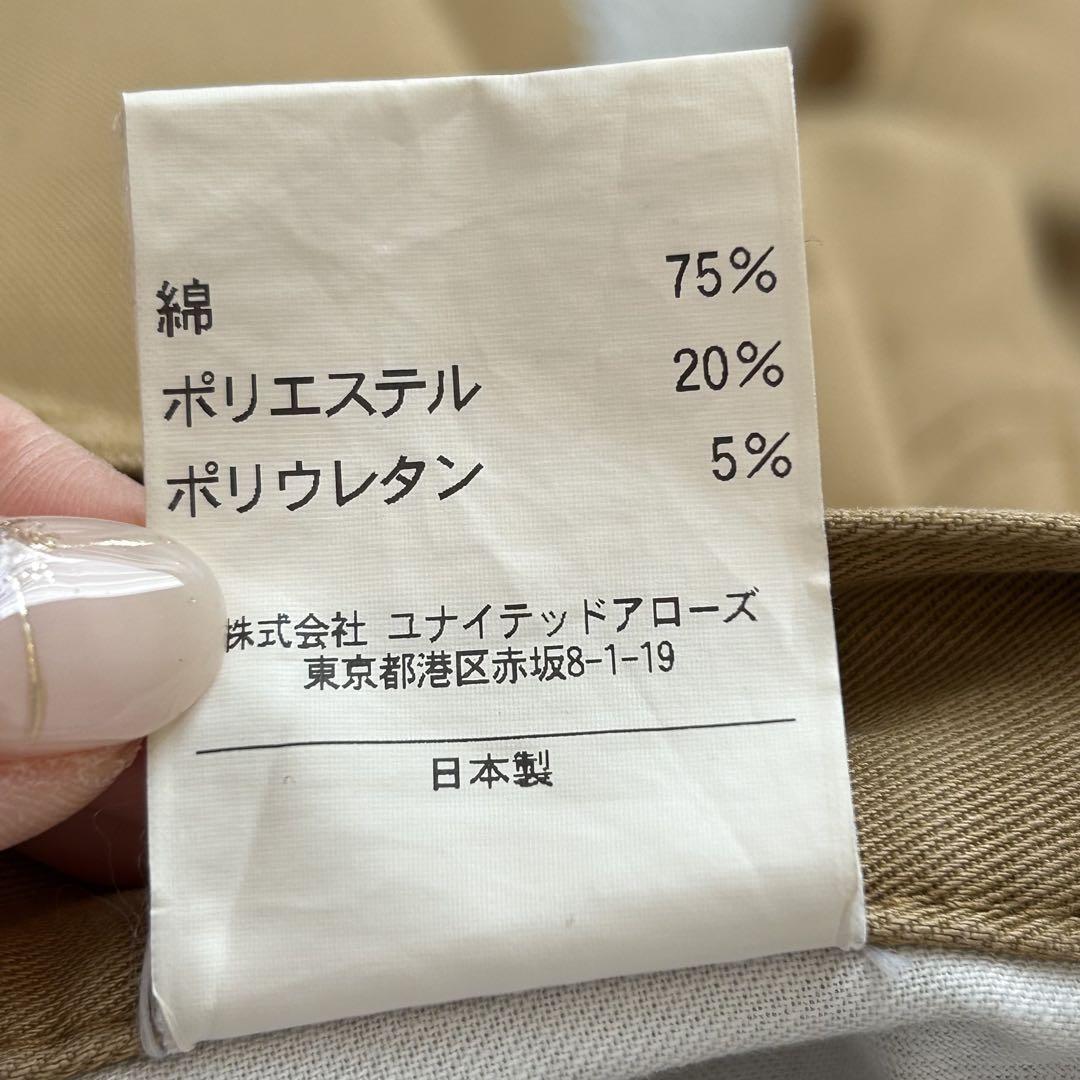 綿 75%
ポリエステル 20%
ポリウレタン 5%
株式会社 ユナイテッドアローズ
東京都港区赤坂8-1-19
日本製